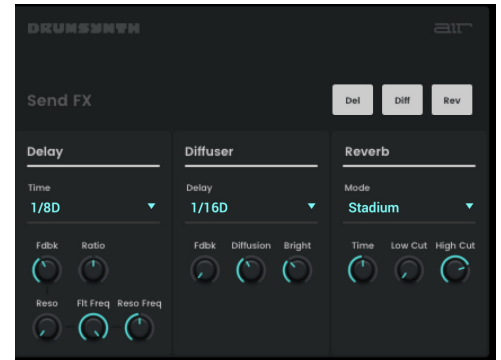 DRUMSYNTH
AIR
Send FX
Del
Diff
Rev
Delay
Diffuser
Reverb
Time
Delay
Mode
1/8D
1/16D
Stadium
Fdbk
Ratio
Fdbk
Diffusion
Bright
Time
Low Cut
High Cut
Reso
Flt Freq
Reso Freq